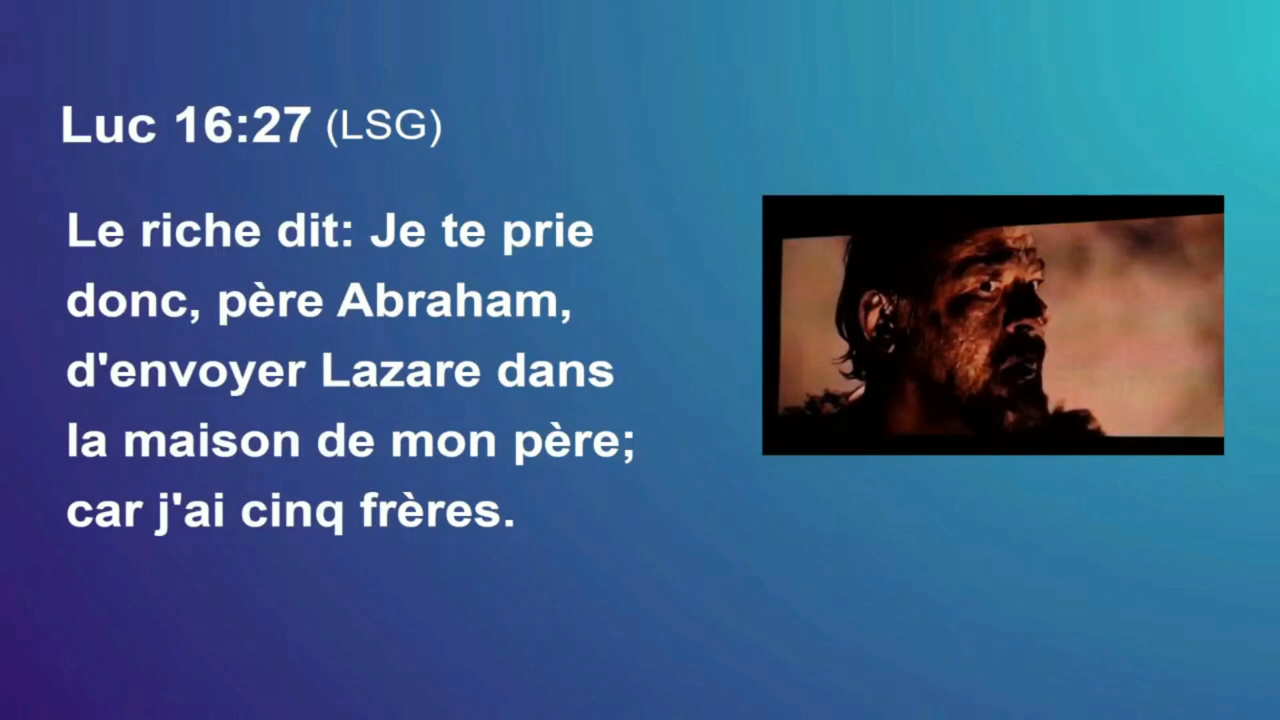 Luc 16:27 (LSG)
Le riche dit: Je te prie
donc, père Abraham,
d'envoyer Lazare dans
la maison de mon père;
car j'ai cinq frères.